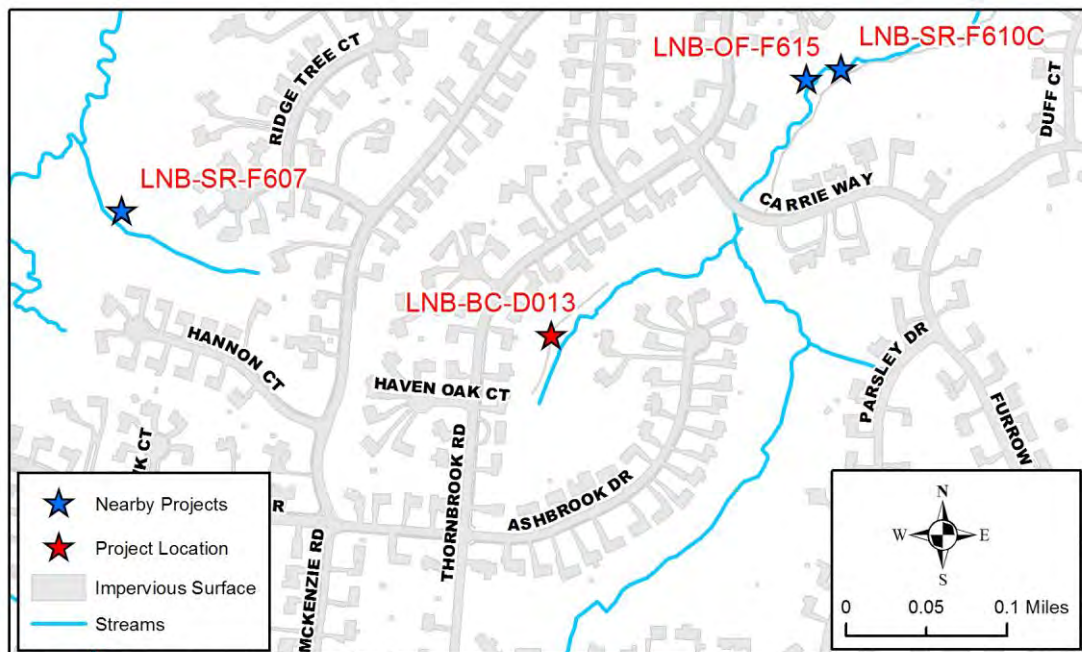 RIDGE TREE CT
LNB-OF-F615
LNB-SR-F610C
DUFF CT
LNB-SR-F607
CARRIE WAY
LNB-BC-D013
HANNON CT
HAVEN OAK CT
PARSLEY DR
FURROW
THORNBROOK RD
ASHBROOK DR
MCKENZIE RD
CT
R
Nearby Projects
Project Location
Impervious Surface
Streams
N
W
E
S
0 0.05 0.1 Miles